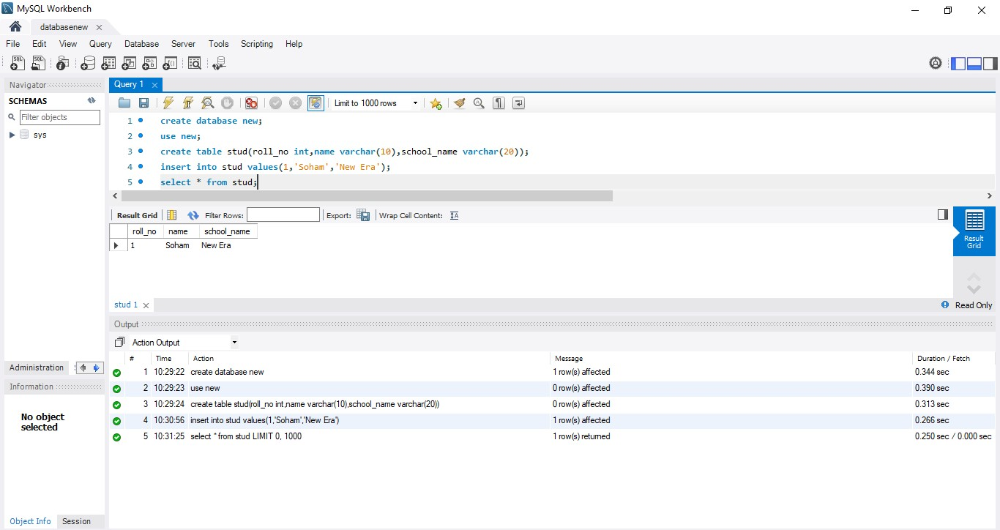 MySQL Workbench
databasenew
File Edit View Query Database Server Tools Scripting Help
Navigator
SCHEMAS
Filter objects
sys
Query 1
Limit to 1000 rows
1 create database new;
2 use new;
3 create table stud(roll_no int,name varchar(10),school_name varchar(20));
4 insert into stud values(1,'Soham','New Era');
5 select * from stud;
Result Grid Filter Rows: Export: Wrap Cell Content:
roll_no name school_name
1 Soham New Era
Result
Grid
stud 1
Read Only
Output
Action Output
# Time Action Message Duration / Fetch
1 10:29:22 create database new 1 row(s) affected 0.344 sec
2 10:29:23 use new 0 row(s) affected 0.390 sec
3 10:29:24 create table stud(roll_no int,name varchar(10),school_name varchar(20)) 0 row(s) affected 0.313 sec
4 10:30:56 insert into stud values(1,'Soham','New Era') 1 row(s) affected 0.266 sec
5 10:31:25 select * from stud LIMIT 0, 1000 1 row(s) returned 0.250 sec / 0.000 sec
Administration
Information
No object
selected
Object Info Session